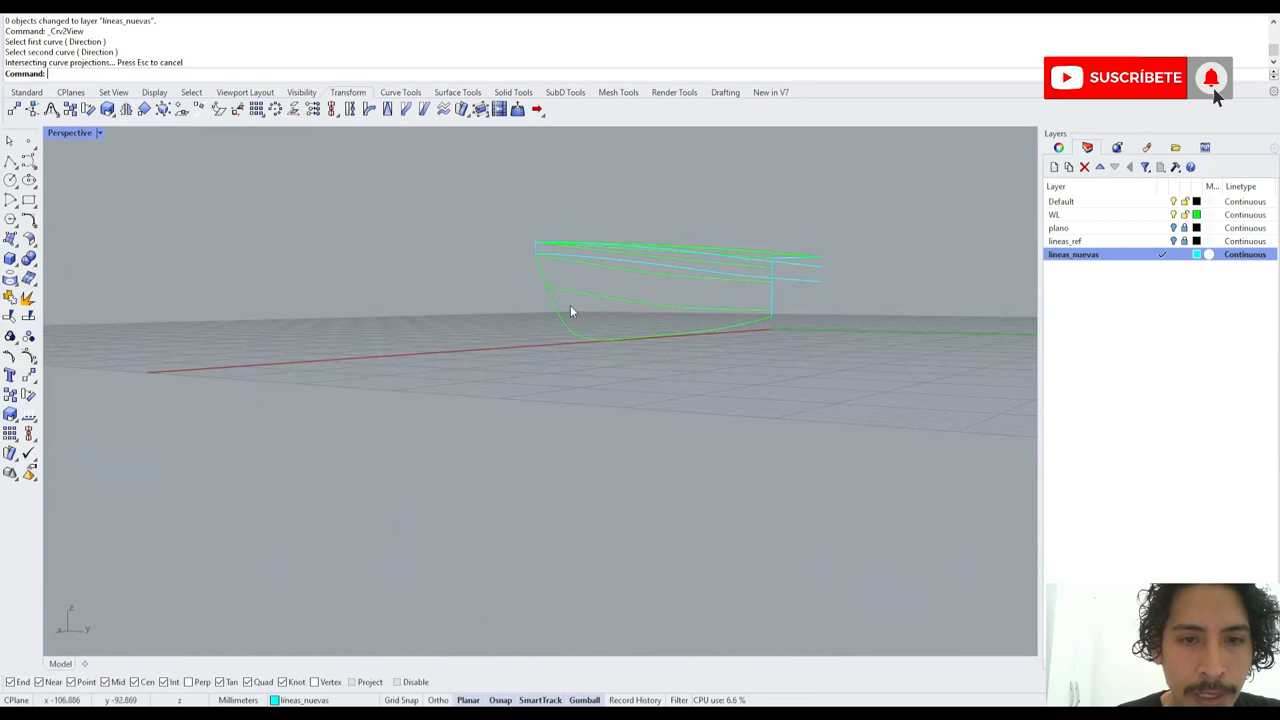 0 objects changed to layer "líneas_nuevas".
Command: _Crv2View
Select first curve ( Direction )
Select second curve ( Direction )
Intersecting curve projections... Press Esc to cancel
Command:
SUSCRÍBETE
Standard CPlanes Set View Display Select Viewport Layout Visibility Transform Curve Tools Surface Tools Solid Tools SubD Tools Mesh Tools Render Tools Drafting New in V7
Perspective
Layers
Layer M... Linetype
Default Continuous
WL Continuous
plano Continuous
lineas_ref Continuous
líneas_nuevas Continuous
z
x y
Model
End Near Point Mid Cen Int Perp Tan Quad Knot Vertex Project Disable
CPlane x -106.886 y -92.869 z Millimeters líneas_nuevas Grid Snap Ortho Planar Osnap SmartTrack Gumball Record History Filter CPU use: 6.6 %